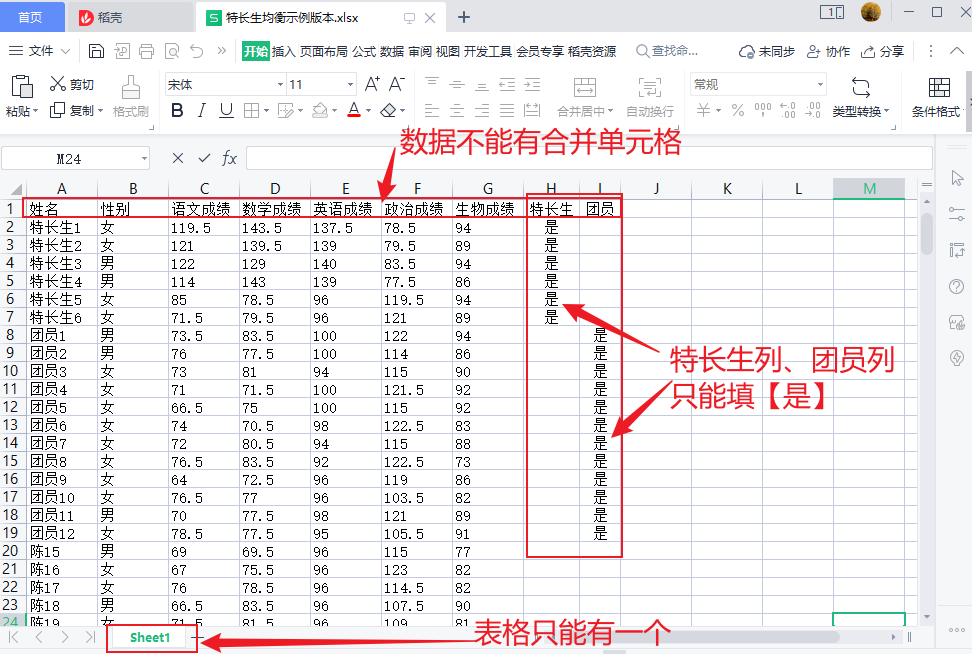 首页 稻壳 S 特长生均衡示例版本.xlsx + 1
文件 开始 插入 页面布局 公式 数据 审阅 视图 开发工具 会员专享 稻壳资源 查找命... 未同步 协作 分享
剪切 宋体 11 A+ A- 常规
粘贴 复制 格式刷 B I U A 合并居中 自动换行 ¥ % 类型转换 条件格式
数据不能有合并单元格
M24 fx
A B C D E F G H I J K L M
1 姓名 性别 语文成绩 数学成绩 英语成绩 政治成绩 生物成绩 特长生 团员
2 特长生1 女 119.5 143.5 137.5 78.5 94 是
3 特长生2 女 121 139.5 139 79.5 89 是
4 特长生3 男 122 129 140 83.5 94 是
5 特长生4 男 114 143 139 77.5 86 是
6 特长生5 女 85 78.5 96 119.5 94 是
7 特长生6 女 71.5 79.5 96 121 89 是
8 团员1 男 73.5 83.5 100 122 94 是
9 团员2 男 76 77.5 100 114 86 是
10 团员3 女 73 81 94 115 90 是
11 团员4 女 71 71.5 100 121.5 92 是
12 团员5 女 66.5 75 100 115 92 是
13 团员6 女 74 70.5 98 122.5 83 是
14 团员7 女 72 80.5 94 115 88 是
15 团员8 女 76.5 83.5 92 122.5 73 是
16 团员9 女 64 72.5 96 119 86 是
17 团员10 女 76.5 77 96 103.5 82 是
18 团员11 男 70 77.5 98 121 89 是
19 团员12 女 78.5 77.5 95 105.5 91 是
20 陈15 男 69 69.5 96 115 77
21 陈16 女 67 75.5 96 123 82
22 陈17 女 76 78.5 96 114.5 82
23 陈18 男 66.5 83.5 96 107.5 90
24 陈19 女 71.5 81.5 96 109 81
特长生列、团员列
只能填【是】
Sheet1 +
表格只能有一个